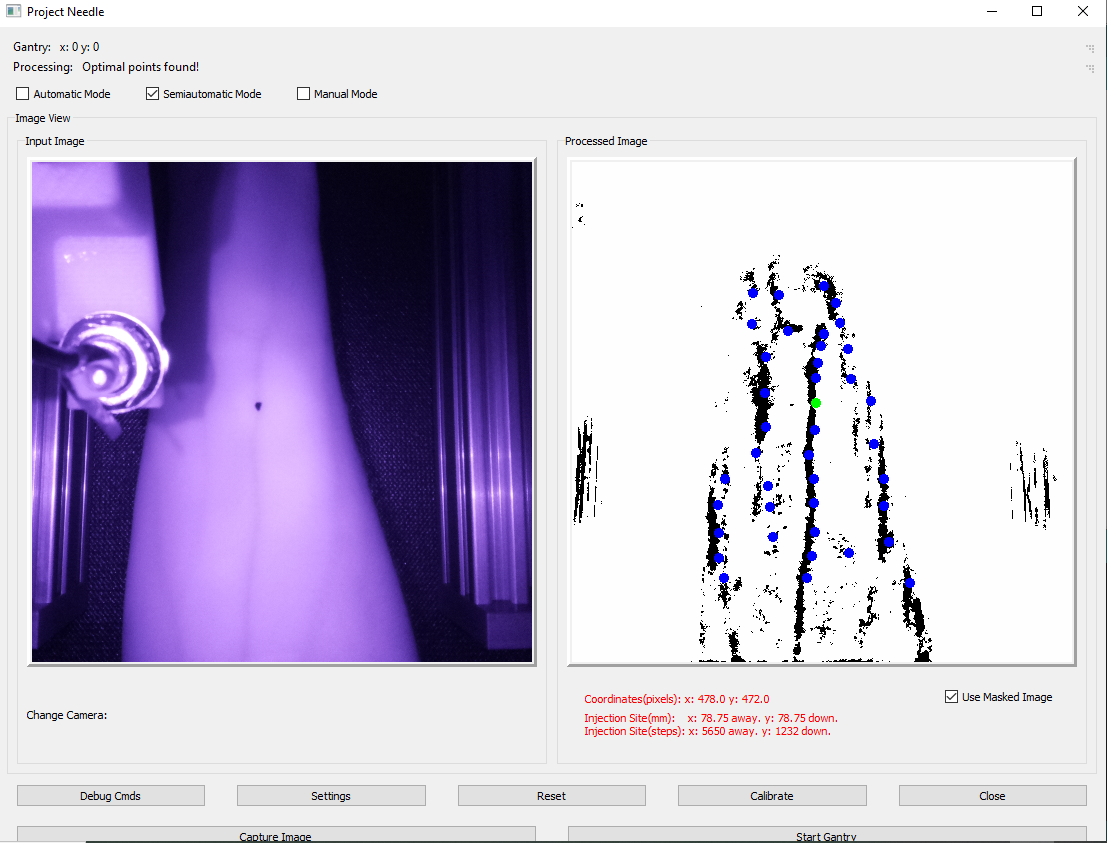 Project Needle
Gantry: x: 0 y: 0
Processing: Optimal points found!
Automatic Mode Semiautomatic Mode Manual Mode
Image View
Input Image Processed Image
Coordinates(pixels): x: 478.0 y: 472.0
Use Masked Image
Injection Site(mm): x: 78.75 away. y: 78.75 down.
Change Camera:
Injection Site(steps): x: 5650 away. y: 1232 down.
Debug Cmds Settings Reset Calibrate Close
Capture Image Start Gantry